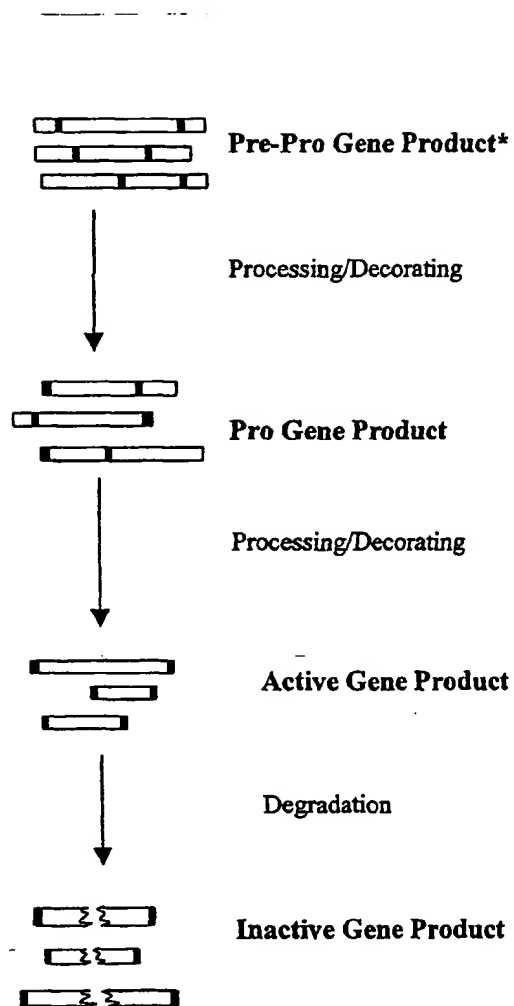 Pre-Pro Gene Product*
Processing/Decorating
Pro Gene Product
Processing/Decorating
Active Gene Product
Degradation
Inactive Gene Product